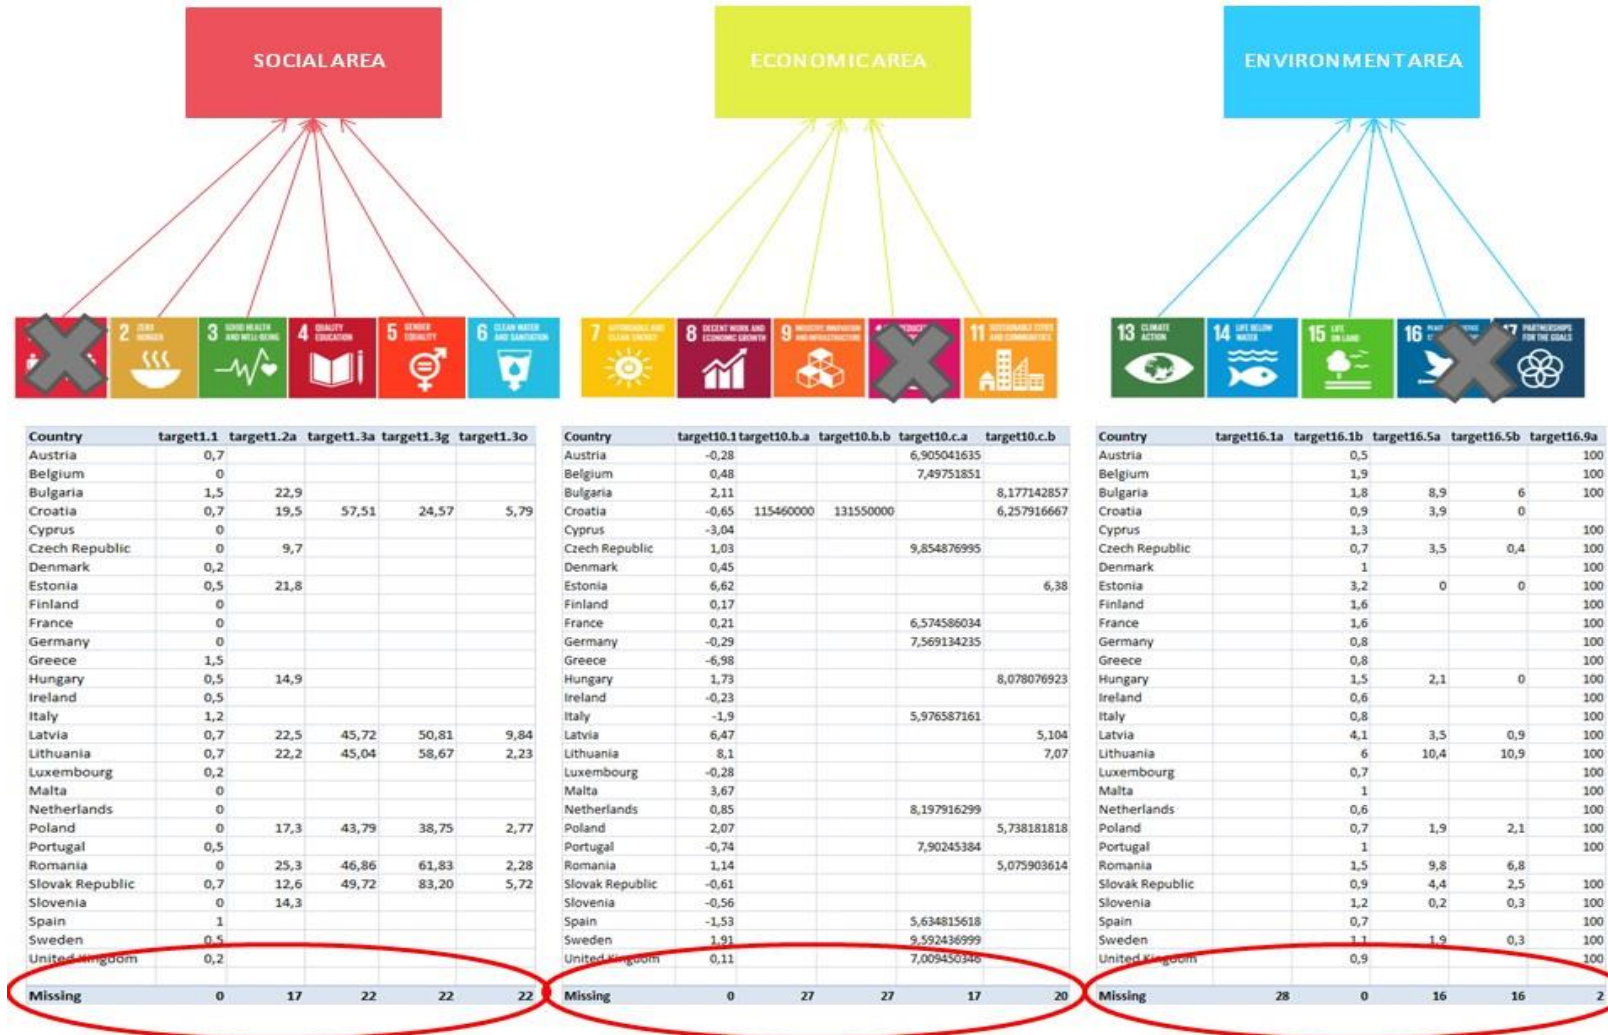 SOCIAL AREA
ECONOMIC AREA
ENVIRONMENT AREA
2 ZERO HUNGER
3 GOOD HEALTH AND WELL-BEING
4 QUALITY EDUCATION
5 GENDER EQUALITY
6 CLEAN WATER AND SANITATION
7 AFFORDABLE AND CLEAN ENERGY
8 DECENT WORK AND ECONOMIC GROWTH
9 INDUSTRY, INNOVATION AND INFRASTRUCTURE
11 SUSTAINABLE CITIES AND COMMUNITIES
13 CLIMATE ACTION
14 LIFE BELOW WATER
15 LIFE ON LAND
16
17 PARTNERSHIPS FOR THE GOALS
Country target1.1 target1.2a target1.3a target1.3g target1.3o
Austria 0,7
Belgium 0
Bulgaria 1,5 22,9
Croatia 0,7 19,5 57,51 24,57 5,79
Cyprus 0
Czech Republic 0 9,7
Denmark 0,2
Estonia 0,5 21,8
Finland 0
France 0
Germany 0
Greece 1,5
Hungary 0,5 14,9
Ireland 0,5
Italy 1,2
Latvia 0,7 22,5 45,72 50,81 9,84
Lithuania 0,7 22,2 45,04 58,67 2,23
Luxembourg 0,2
Malta 0
Netherlands 0
Poland 0 17,3 43,79 38,75 2,77
Portugal 0,5
Romania 0 25,3 46,86 61,83 2,28
Slovak Republic 0,7 12,6 49,72 83,20 5,72
Slovenia 0 14,3
Spain 1
Sweden 0,5
United Kingdom 0,2
Missing 0 17 22 22 22
Country target10.1 target10.b.a target10.b.b target10.c.a target10.c.b
Austria -0,28 6,905041635
Belgium 0,48 7,49751851
Bulgaria 2,11 8,177142857
Croatia -0,65 115460000 131550000 6,257916667
Cyprus -3,04
Czech Republic 1,03 9,854876995
Denmark 0,45
Estonia 6,62 6,38
Finland 0,17
France 0,21 6,574586034
Germany -0,29 7,569134235
Greece -6,98
Hungary 1,73 8,078076923
Ireland -0,23
Italy -1,9 5,976587161
Latvia 6,47 5,104
Lithuania 8,1 7,07
Luxembourg -0,28
Malta 3,67
Netherlands 0,85 8,197916299
Poland 2,07 5,738181818
Portugal -0,74 7,90245384
Romania 1,14 5,075903614
Slovak Republic -0,61
Slovenia -0,56
Spain -1,53 5,634815618
Sweden 1,91 9,592436999
United Kingdom 0,11 7,009450346
Missing 0 27 27 17 20
Country target16.1a target16.1b target16.5a target16.5b target16.9a
Austria 0,5 100
Belgium 1,9 100
Bulgaria 1,8 8,9 6 100
Croatia 0,9 3,9 0
Cyprus 1,3 100
Czech Republic 0,7 3,5 0,4 100
Denmark 1 100
Estonia 3,2 0 0 100
Finland 1,6 100
France 1,6 100
Germany 0,8 100
Greece 0,8 100
Hungary 1,5 2,1 0 100
Ireland 0,6 100
Italy 0,8 100
Latvia 4,1 3,5 0,9 100
Lithuania 6 10,4 10,9 100
Luxembourg 0,7 100
Malta 1 100
Netherlands 0,6 100
Poland 0,7 1,9 2,1 100
Portugal 1 100
Romania 1,5 9,8 6,8
Slovak Republic 0,9 4,4 2,5 100
Slovenia 1,2 0,2 0,3 100
Spain 0,7 100
Sweden 1,1 1,9 0,3 100
United Kingdom 0,9 100
Missing 28 0 16 16 2